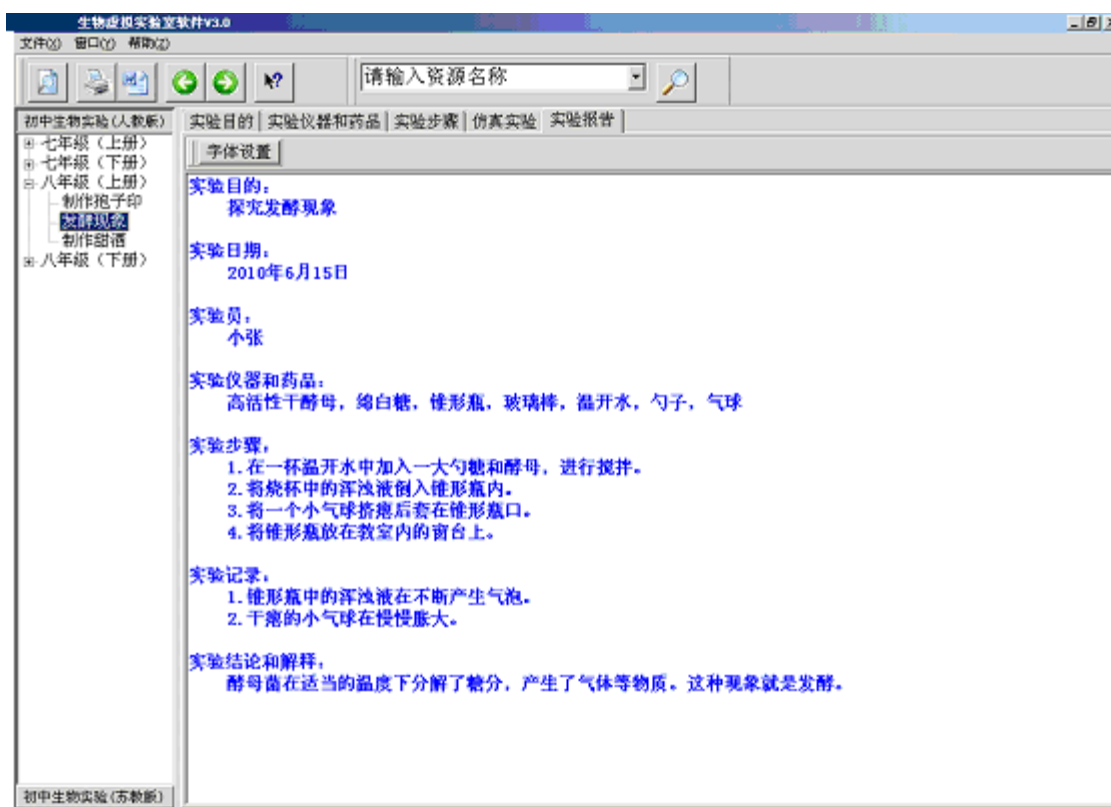 生物虚拟实验室软件V3.0
文件(X) 窗口(Y) 帮助(Z)
请输入资源名称
初中生物实验(人教版)
实验目的 实验仪器和药品 实验步骤 仿真实验 实验报告
七年级（上册）
七年级（下册）
八年级（上册）
制作孢子印
发酵现象
制作甜酒
八年级（下册）
字体设置
实验目的：
探究发酵现象
实验日期：
2010年6月15日
实验员：
小张
实验仪器和药品：
高活性干酵母，绵白糖，锥形瓶，玻璃棒，温开水，勺子，气球
实验步骤：
1.在一杯温开水中加入一大勺糖和酵母，进行搅拌。
2.将烧杯中的浑浊液倒入锥形瓶内。
3.将一个小气球挤瘪后套在锥形瓶口。
4.将锥形瓶放在教室内的窗台上。
实验记录：
1.锥形瓶中的浑浊液在不断产生气泡。
2.干瘪的小气球在慢慢胀大。
实验结论和解释：
酵母菌在适当的温度下分解了糖分，产生了气体等物质。这种现象就是发酵。
初中生物实验(苏教版)